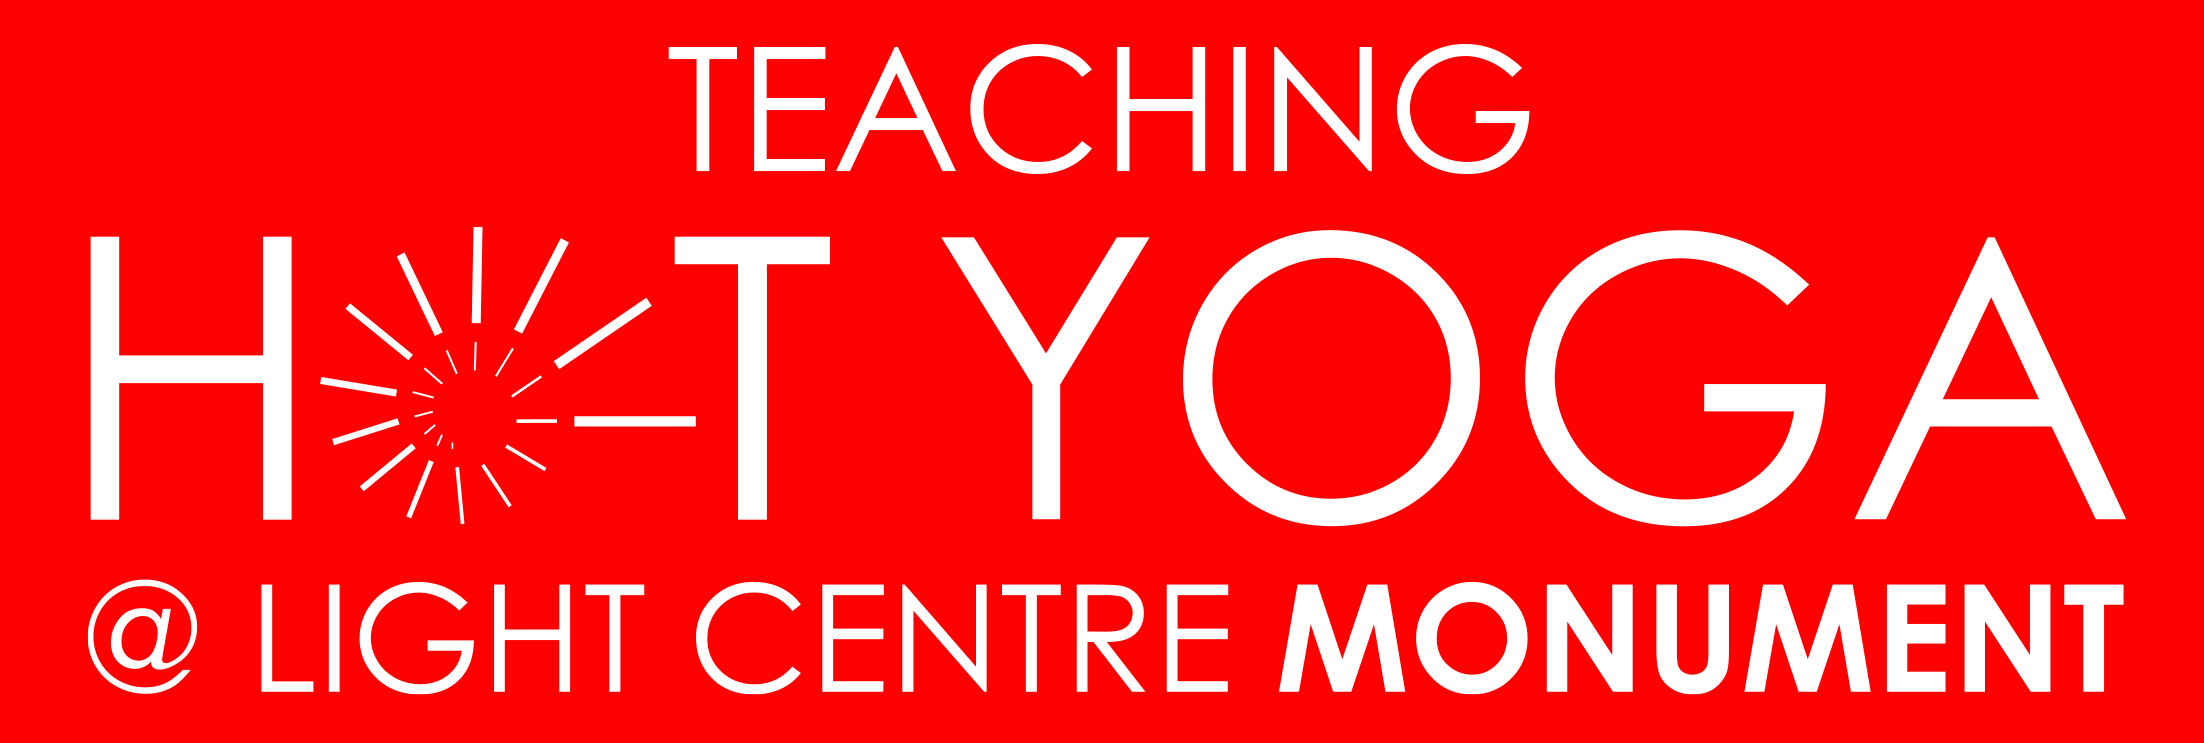 TEACHING
HOT YOGA
@ LIGHT CENTRE MONUMENT